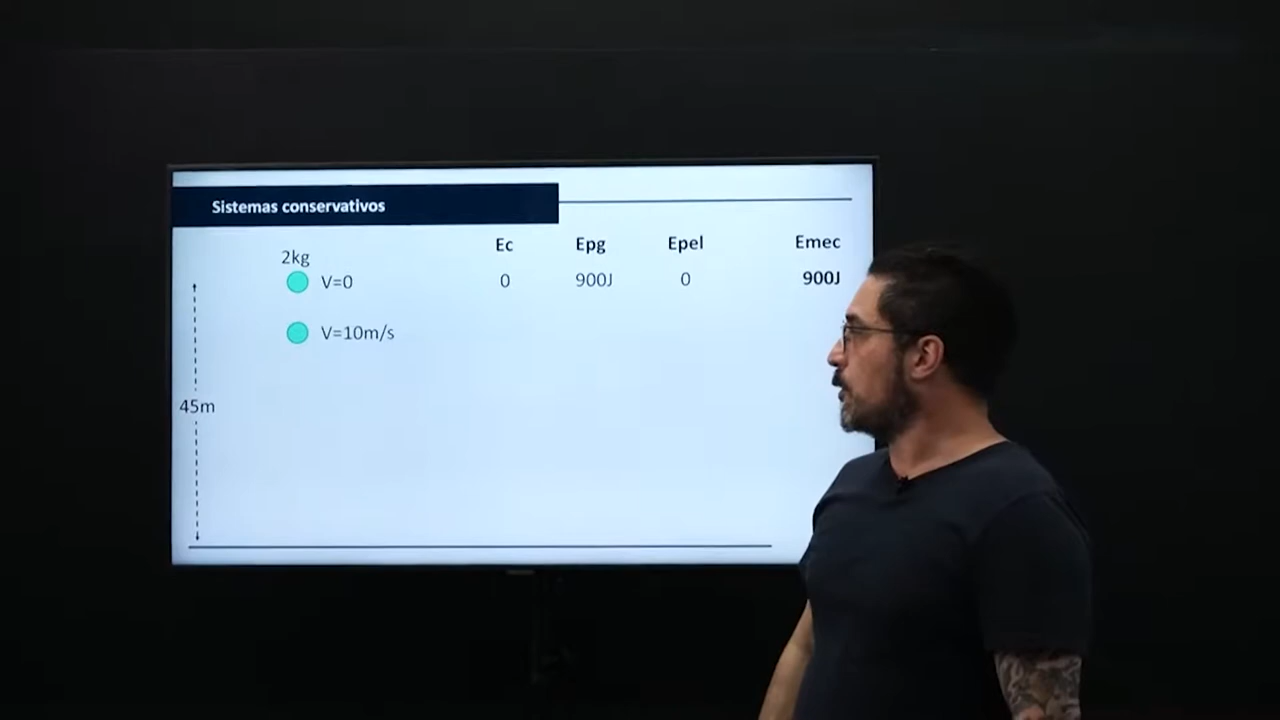 Sistemas conservativos
Ec Epg Epel Emec
2kg
V=0 0 900J 0 900J
V=10m/s
45m